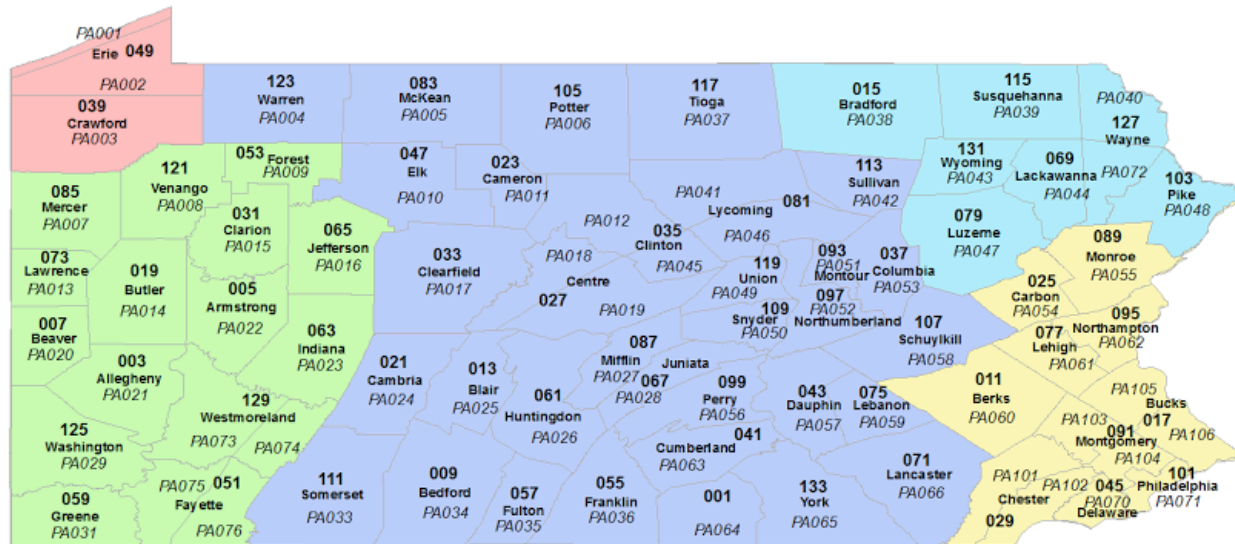 PA001
Erie 049
PA002
039
Crawford
PA003
123
Warren
PA004
083
McKean
PA005
105
Potter
PA006
117
Tioga
PA037
015
Bradford
PA038
115
Susquehanna
PA039
PA040
127
Wayne
PA072
103
Pike
PA048
131
Wyoming
PA043
069
Lackawanna
PA044
079
Luzeme
PA047
113
Sullivan
PA042
PA041
Lycoming 081
PA046
047
Elk
PA010
023
Cameron
PA011
053 Forest
PA009
121
Venango
PA008
085
Mercer
PA007
031
Clarion
PA015
065
Jefferson
PA016
073
Lawrence
PA013
019
Butler
PA014
005
Armstrong
PA022
007
Beaver
PA020
003
Allegheny
PA021
063
Indiana
PA023
129
Westmoreland
PA073
PA074
125
Washington
PA029
059
Greene
PA031
PA075
051
Fayette
PA076
033
Clearfield
PA017
PA012
035
Clinton
PA045
PA018
Centre
027
PA019
119
Union
PA049
093
PA051
Montour
037
Columbia
PA053
097
PA052
Northumberland
109
Snyder
PA050
107
Schuylkill
PA058
087
Mifflin
PA027
Juniata
067
PA028
021
Cambria
PA024
013
Blair
PA025
061
Huntingdon
PA026
099
Perry
PA056
043
Dauphin
PA057
075
Lebanon
PA059
041
Cumberland
PA063
111
Somerset
PA033
009
Bedford
PA034
057
Fulton
PA035
055
Franklin
PA036
001
PA064
133
York
PA065
071
Lancaster
PA066
089
Monroe
PA055
025
Carbon
PA054
095
Northampton
PA062
077
Lehigh
PA061
011
Berks
PA060
PA105
Bucks
017
PA106
PA103
091
Montgomery
PA104
PA101
Chester
PA102
029
045
PA070
Delaware
101
Philadelphia
PA071